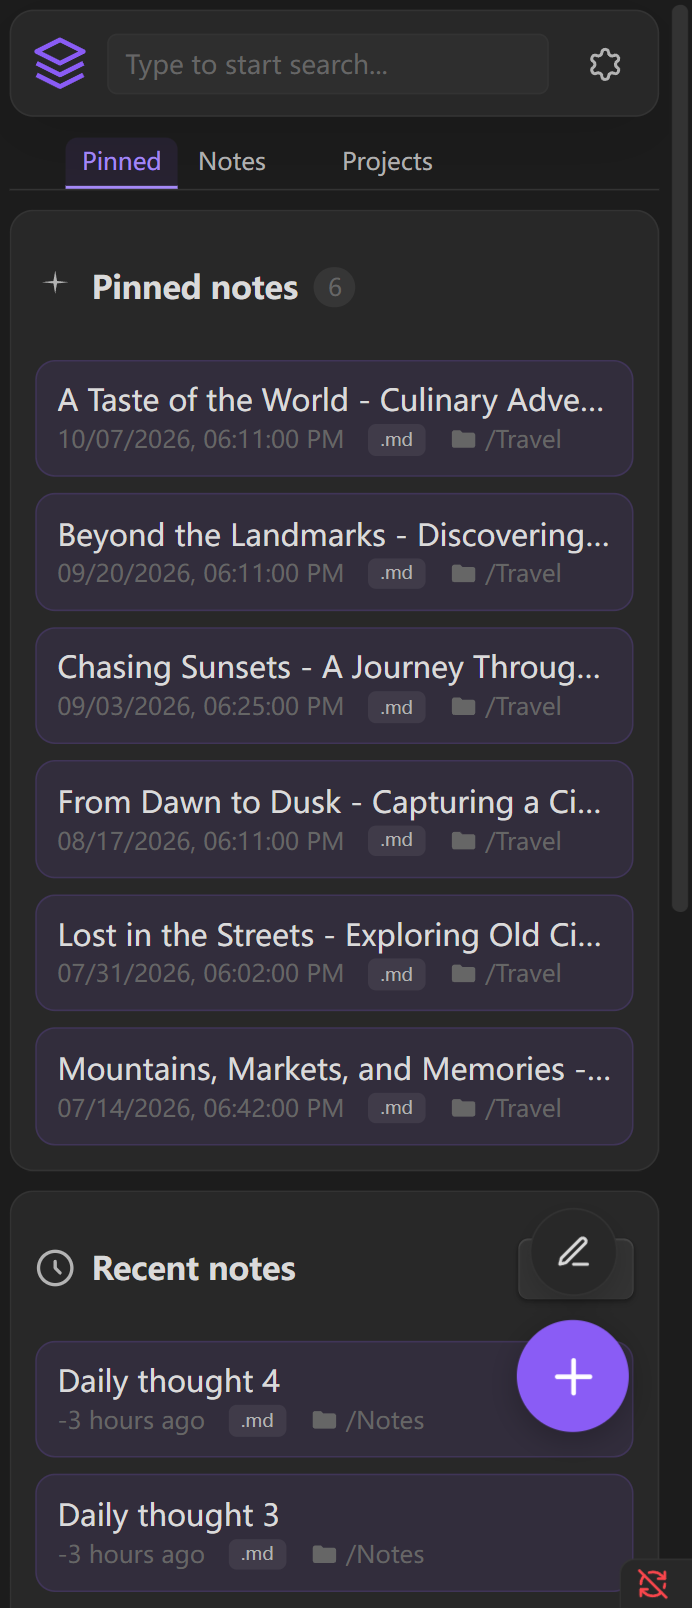 Type to start search...
Pinned
Notes
Projects
Pinned notes 6
A Taste of the World - Culinary Adve...
10/07/2026, 06:11:00 PM .md /Travel
Beyond the Landmarks - Discovering...
09/20/2026, 06:11:00 PM .md /Travel
Chasing Sunsets - A Journey Throug...
09/03/2026, 06:25:00 PM .md /Travel
From Dawn to Dusk - Capturing a Ci...
08/17/2026, 06:11:00 PM .md /Travel
Lost in the Streets - Exploring Old Ci...
07/31/2026, 06:02:00 PM .md /Travel
Mountains, Markets, and Memories -...
07/14/2026, 06:42:00 PM .md /Travel
Recent notes
Daily thought 4
-3 hours ago .md /Notes
Daily thought 3
-3 hours ago .md /Notes